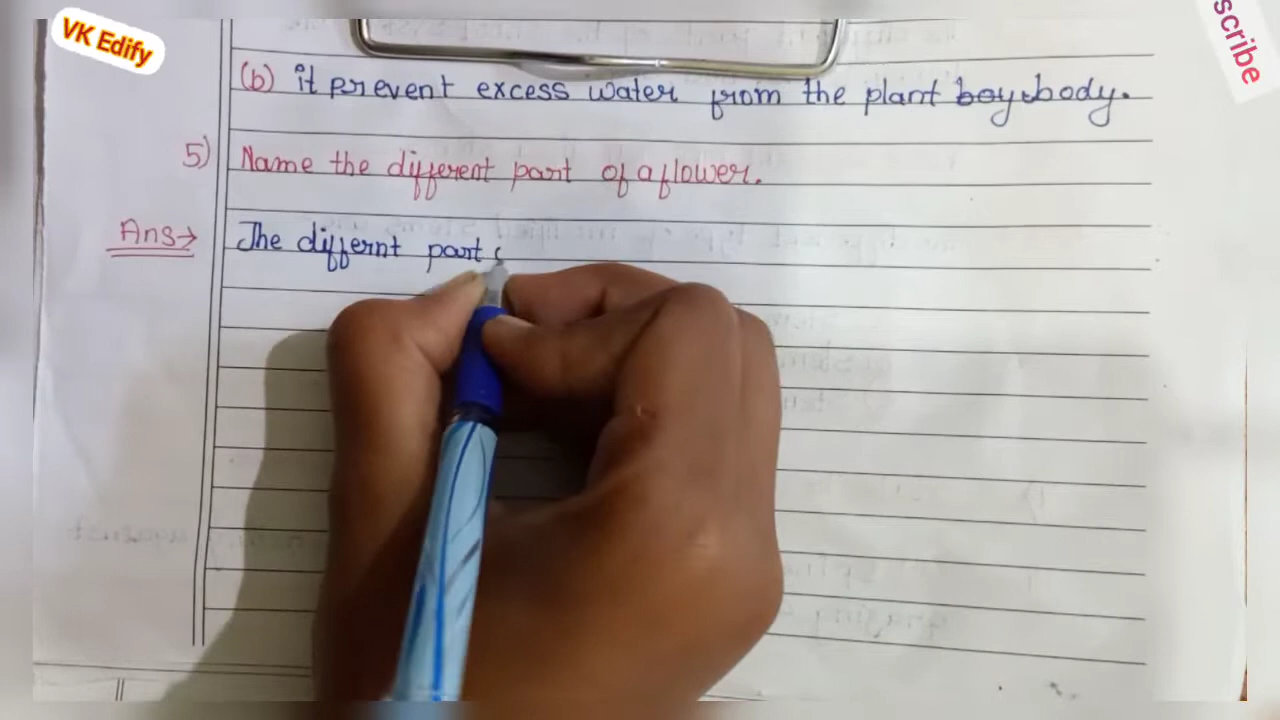 VK Edify
scribe
(b) it prevent excess water from the plant boy body.
5) Name the different part of a flower.
Ans→ The differnt part